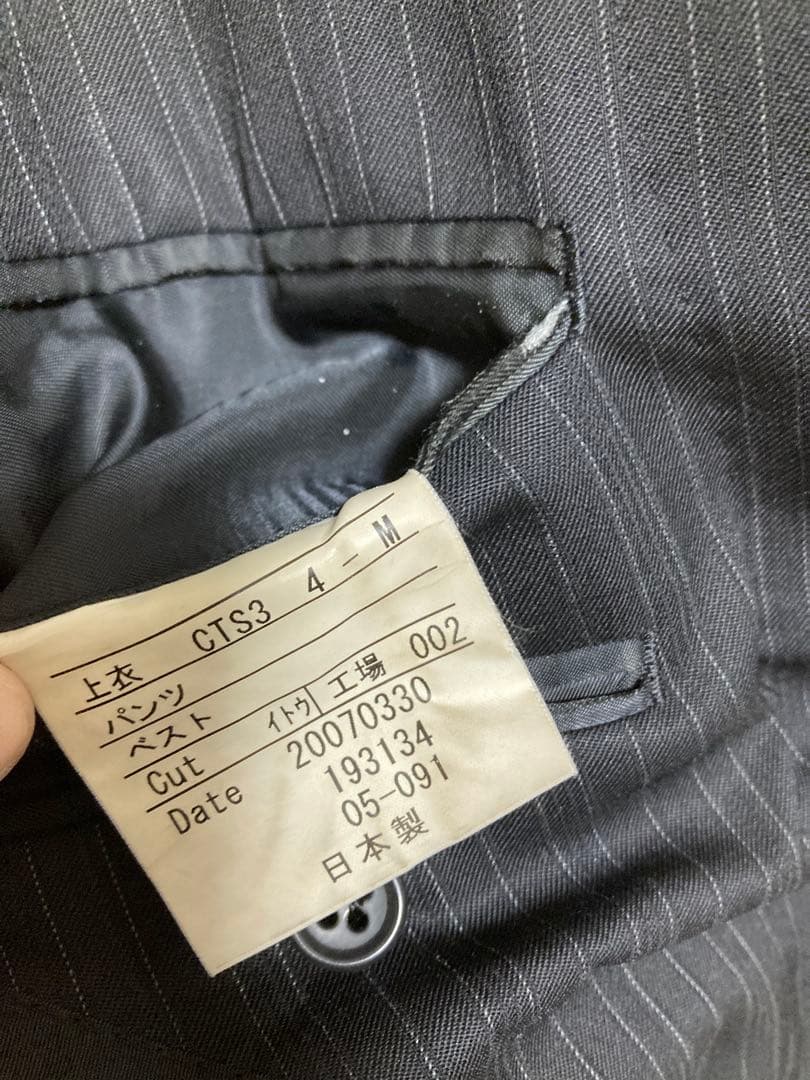 上衣 CTS3 4-M
パンツ
ベスト
Cut イトウ 工場 002
Date 20070330
193134
05-091
日本製